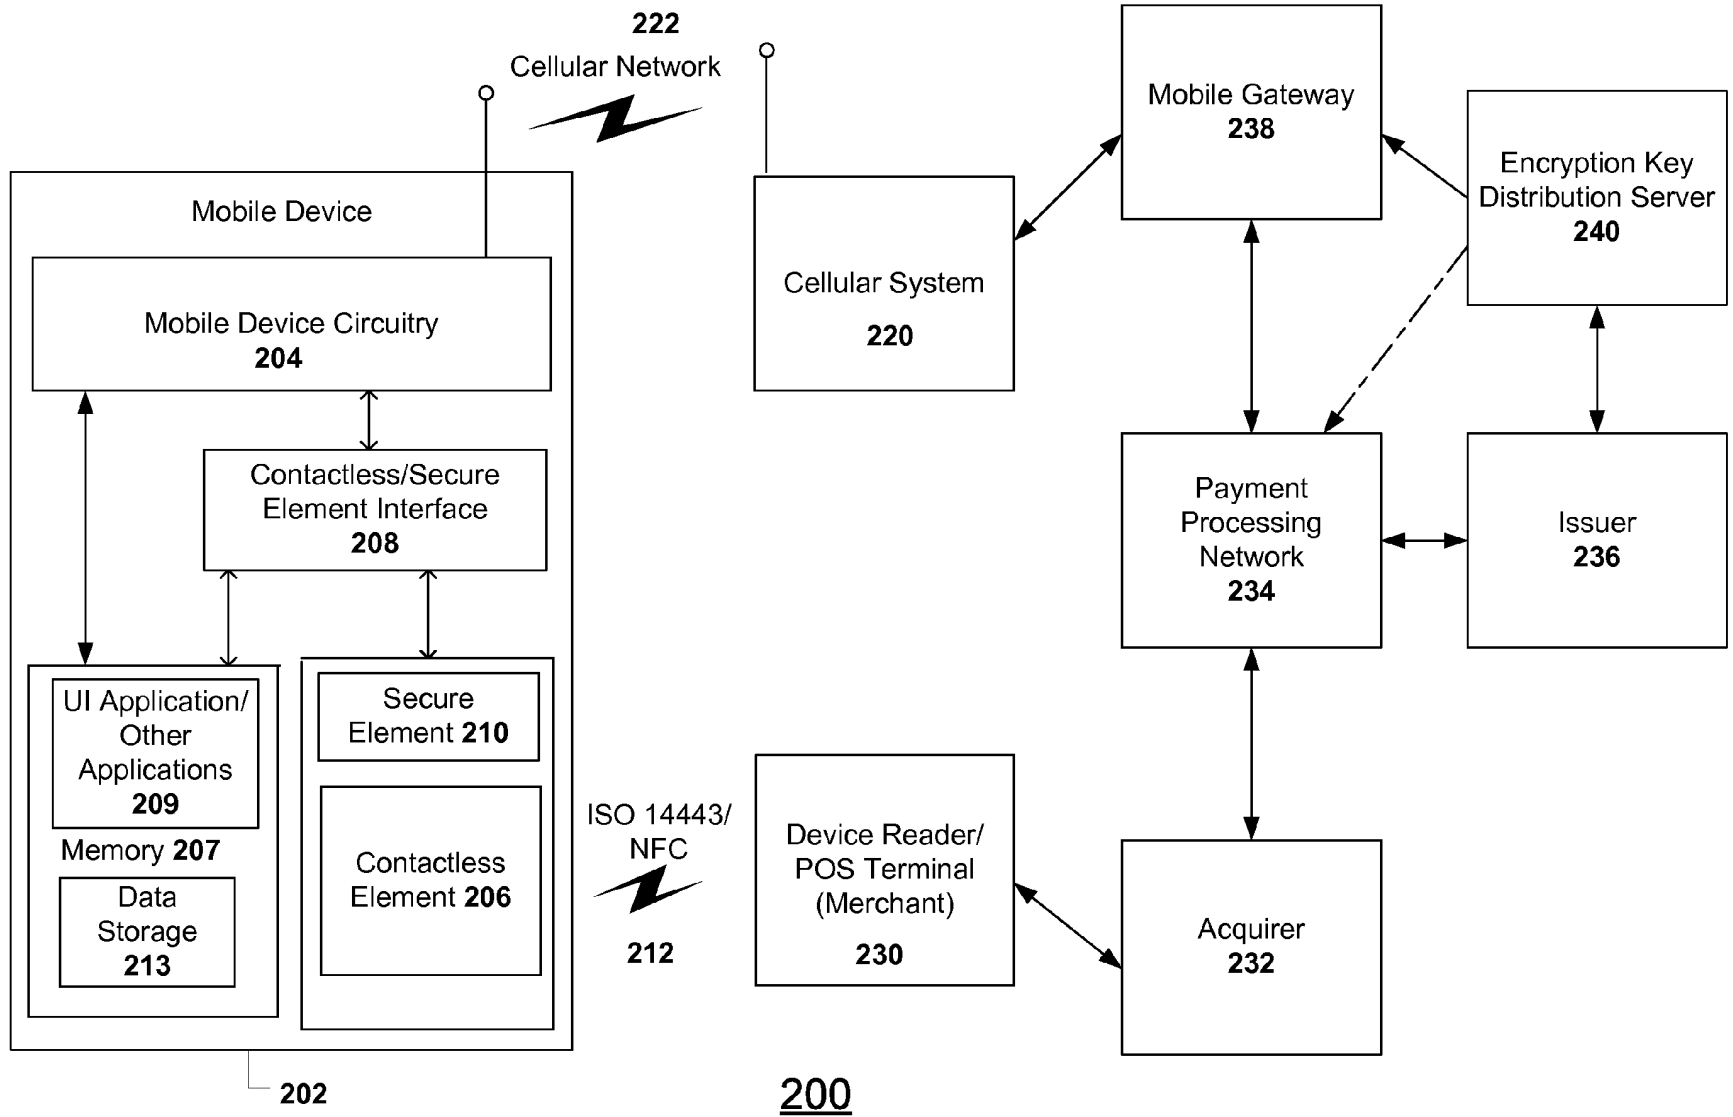 222
Cellular Network
Mobile Device
Mobile Device Circuitry
204
Contactless/Secure
Element Interface
208
UI Application/
Other
Applications
209
Memory 207
Data
Storage
213
Secure
Element 210
Contactless
Element 206
202
ISO 14443/
NFC
212
Cellular System
220
Device Reader/
POS Terminal
(Merchant)
230
Mobile Gateway
238
Encryption Key
Distribution Server
240
Payment
Processing
Network
234
Issuer
236
Acquirer
232
200